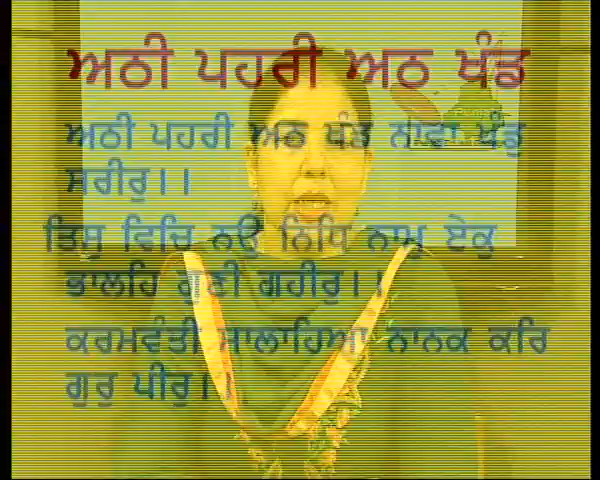 ਅਠੀ ਪਹਰੀ ਅਠ ਖੰਡ
ਅਠੀ ਪਹਰੀ ਅਠ ਖੰਡ ਨਾਵਾ ਖੰਡੁ
ਸਰੀਰੁ।।
ਤਿਸੁ ਵਿਚਿ ਨਉ ਨਿਧਿ ਨਾਮੁ ਏਕੁ
ਭਾਲਹਿ ਗੁਣੀ ਗਹੀਰੁ।।
ਕਰਮਵੰਤੀ ਸਾਲਾਹਿਆ ਨਾਨਕ ਕਰਿ
ਗੁਰੁ ਪੀਰੁ।।